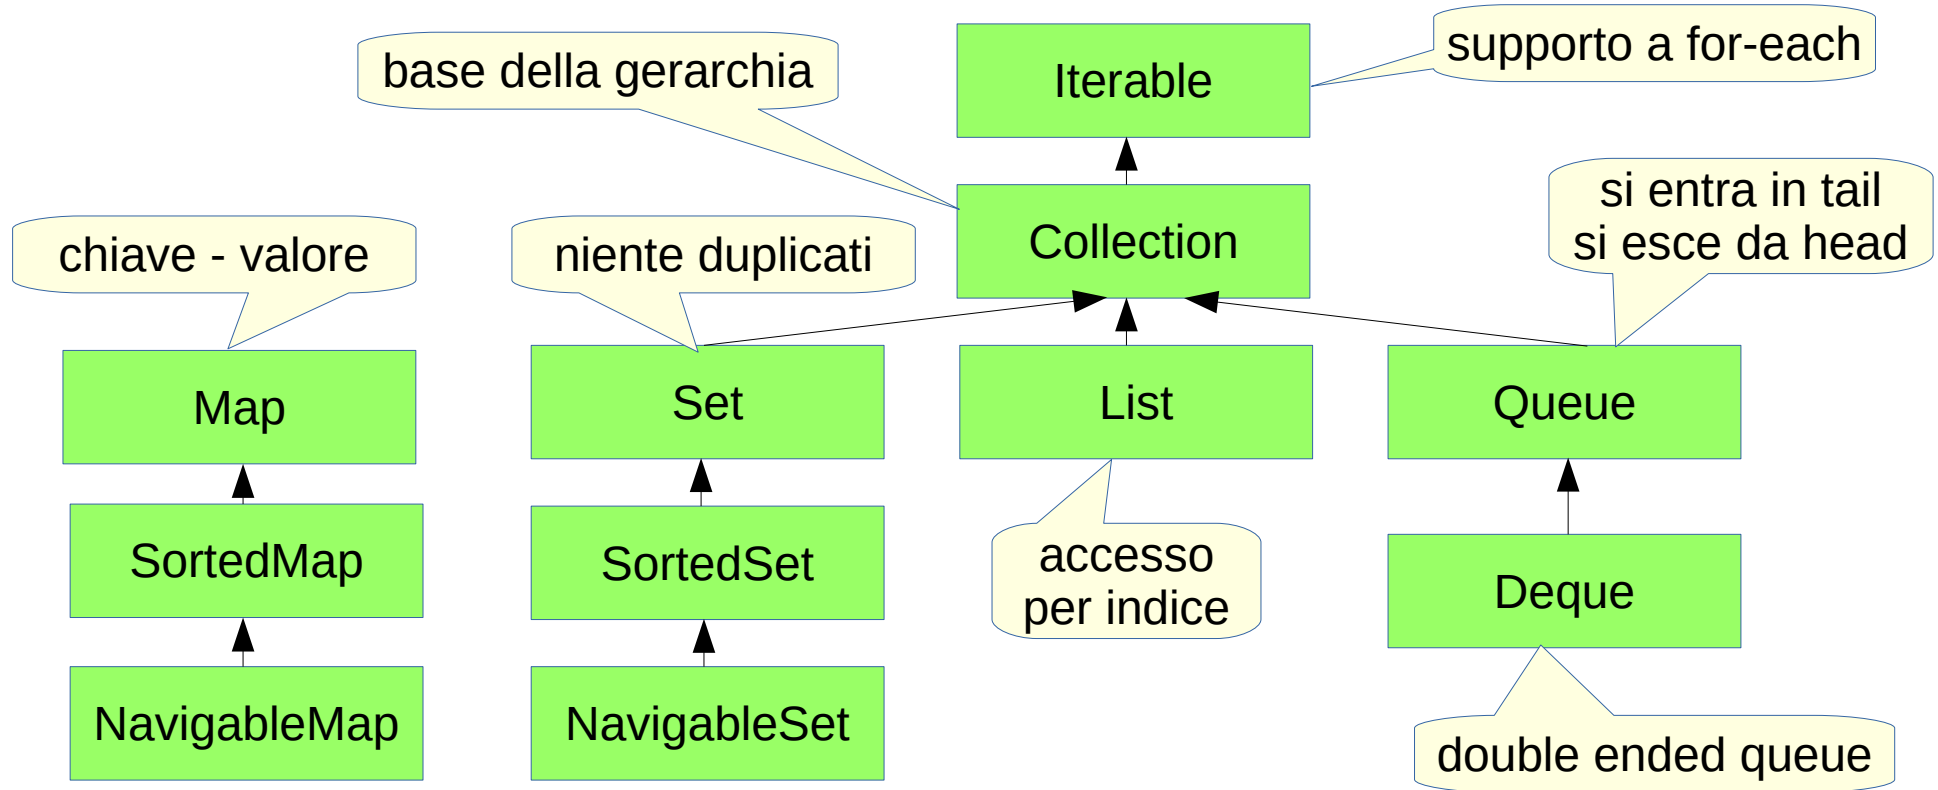 supporto a for-each
base della gerarchia
Iterable
si entra in tail
si esce da head
Collection
chiave - valore
niente duplicati
Map
Set
List
Queue
SortedMap
SortedSet
accesso
per indice
Deque
NavigableMap
NavigableSet
double ended queue